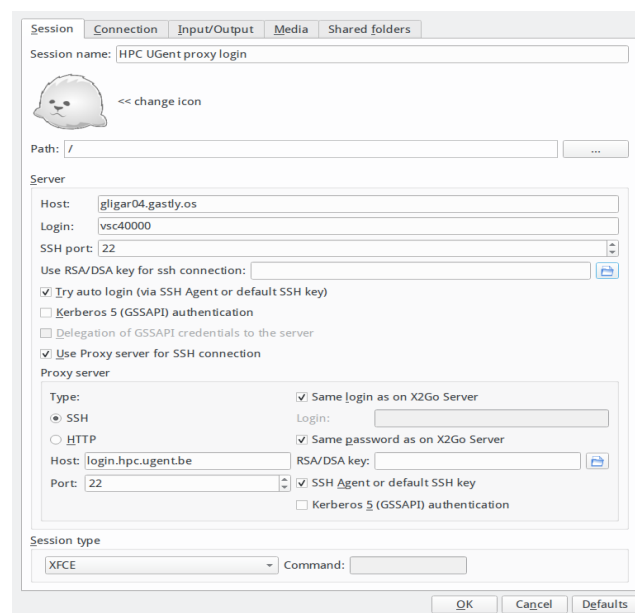 Session Connection Input/Output Media Shared folders
Session name: HPC UGent proxy login
<< change icon
Path: / ...
Server
Host: gligar04.gastly.os
Login: vsc40000
SSH port: 22
Use RSA/DSA key for ssh connection:
Try auto login (via SSH Agent or default SSH key)
Kerberos 5 (GSSAPI) authentication
Delegation of GSSAPI credentials to the server
Use Proxy server for SSH connection
Proxy server
Type: Same login as on X2Go Server
SSH Login:
HTTP Same password as on X2Go Server
Host: login.hpc.ugent.be RSA/DSA key:
Port: 22 SSH Agent or default SSH key
Kerberos 5 (GSSAPI) authentication
Session type
XFCE Command:
OK Cancel Defaults